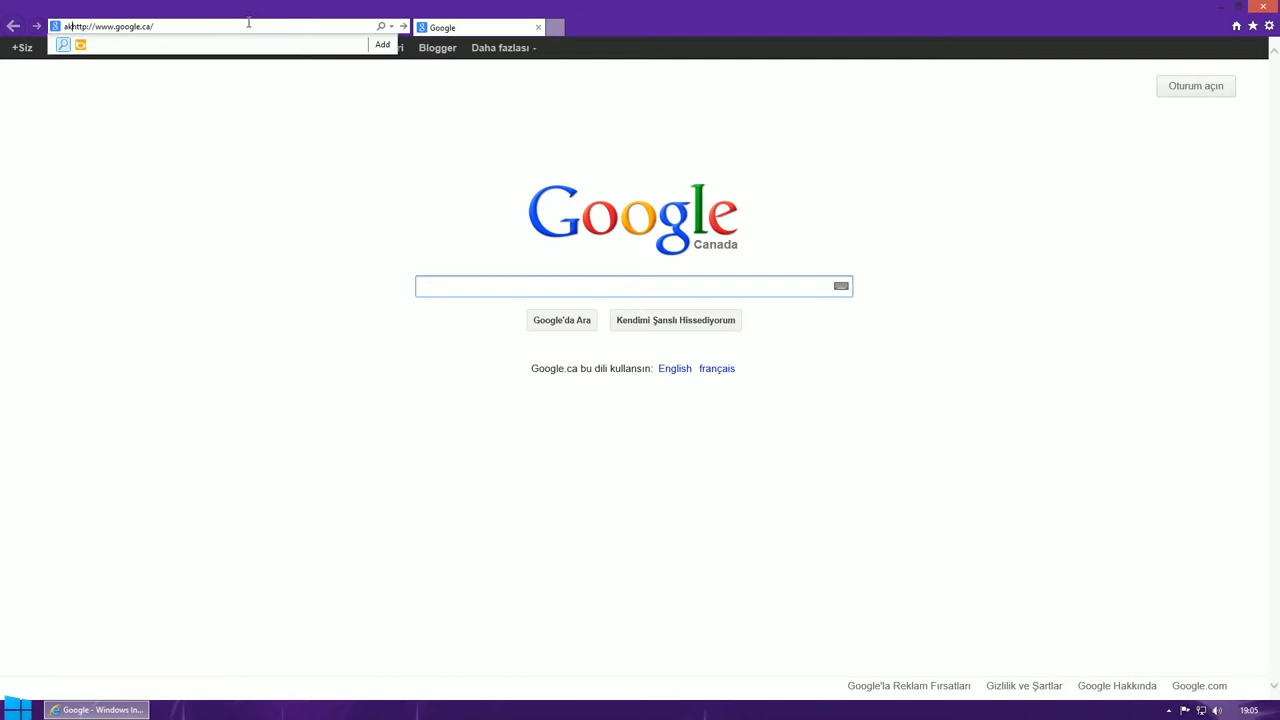 akhttp://www.google.ca/
Google
Add
+Siz
Blogger
Daha fazlası
Oturum açın
Google
Canada
Google'da Ara
Kendimi Şanslı Hissediyorum
Google.ca bu dili kullansın: English français
Google'la Reklam Fırsatları
Gizlilik ve Şartlar
Google Hakkında
Google.com
Google - Windows In...
19:05